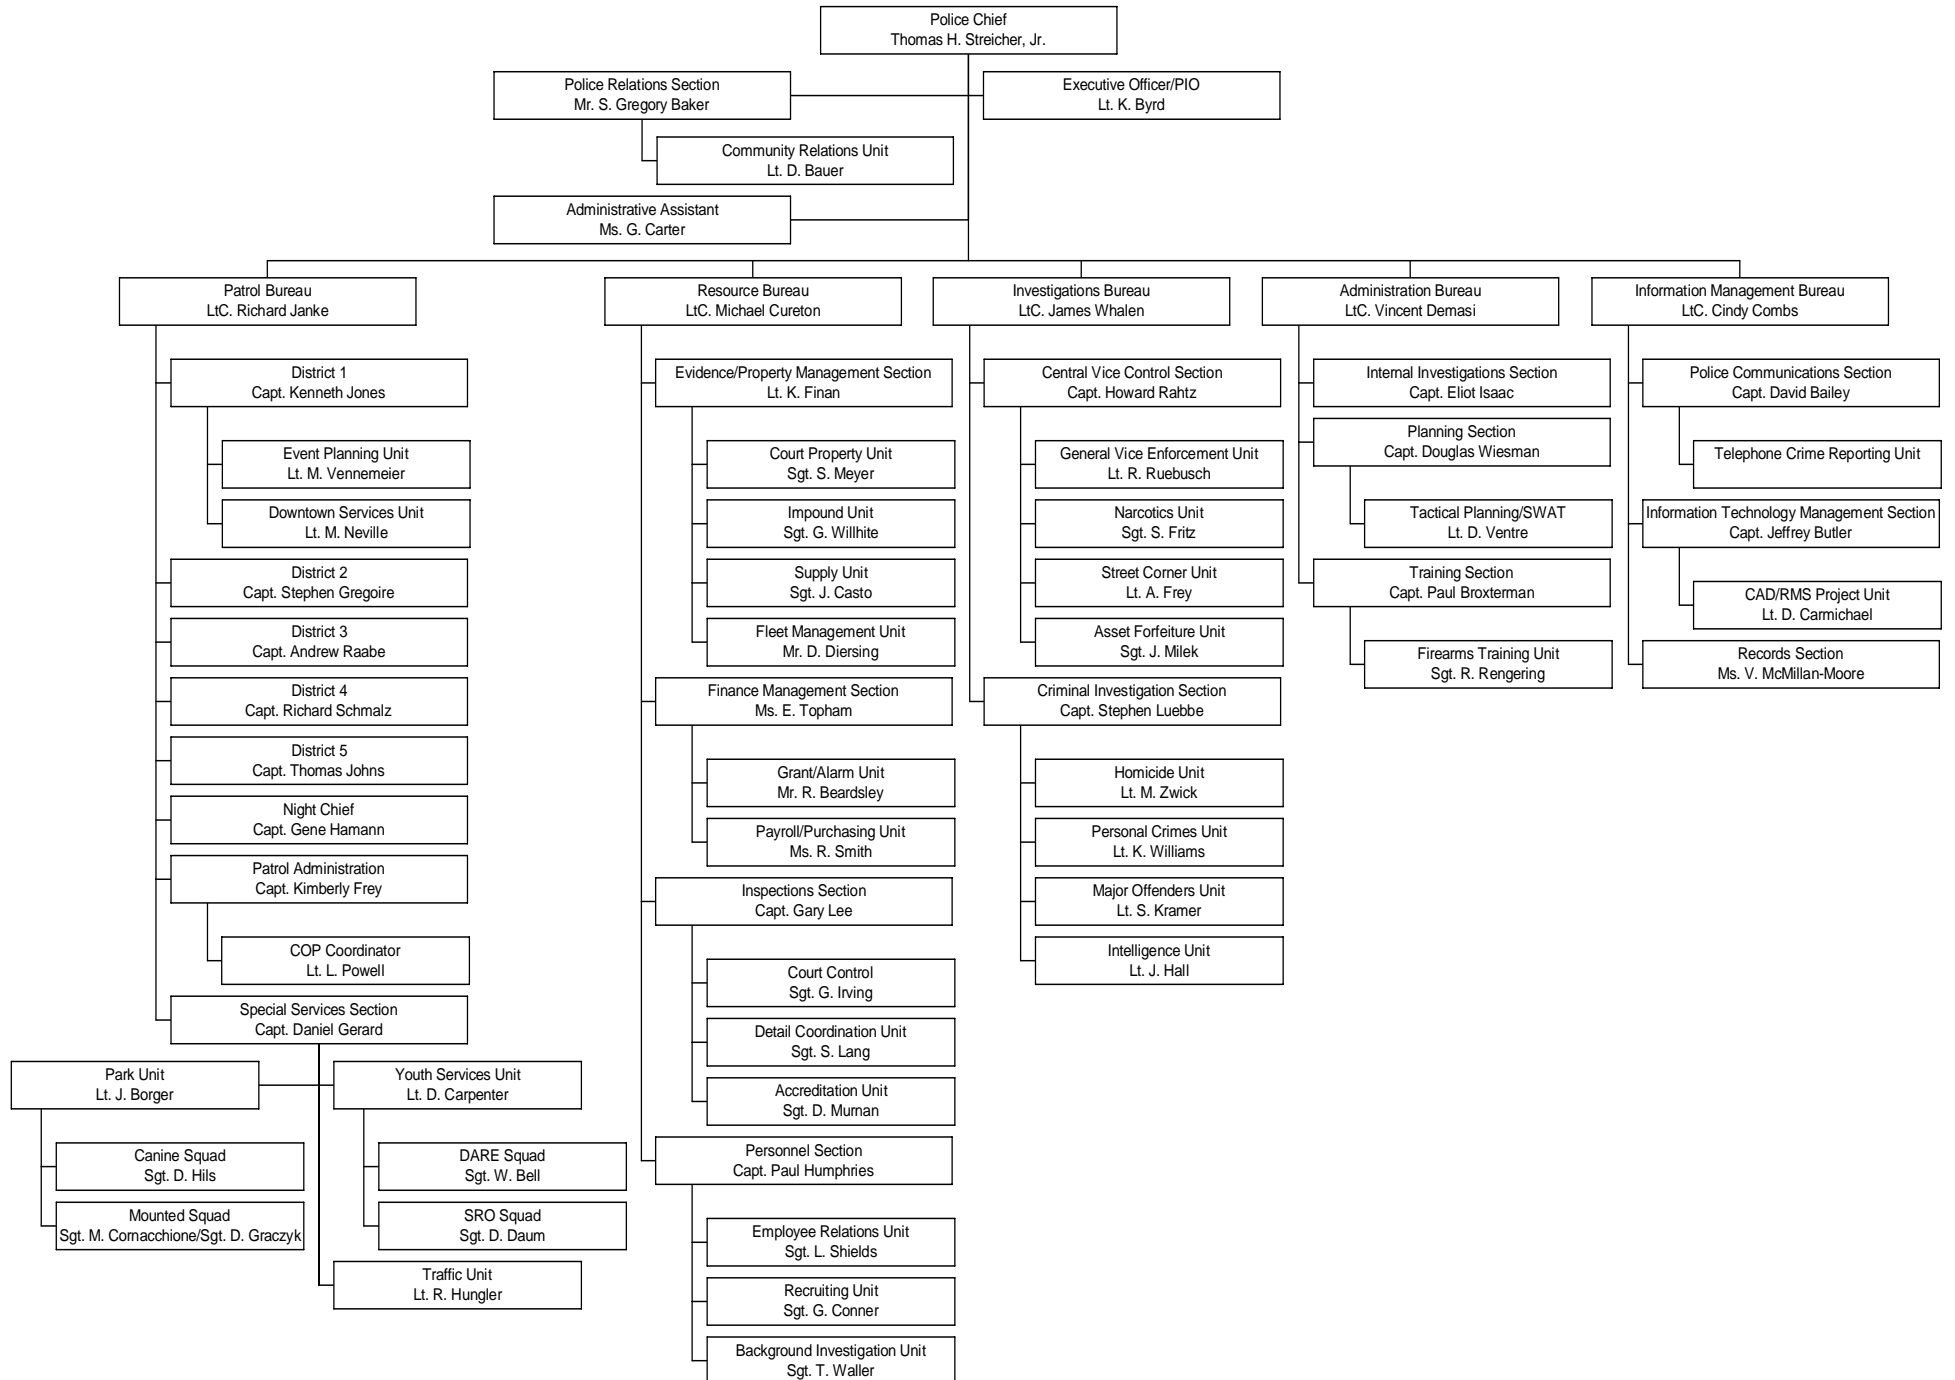 Police Chief
Thomas H. Streicher, Jr.
Police Relations Section
Mr. S. Gregory Baker
Executive Officer/PIO
Lt. K. Byrd
Community Relations Unit
Lt. D. Bauer
Administrative Assistant
Ms. G. Carter
Patrol Bureau
LtC. Richard Janke
District 1
Capt. Kenneth Jones
Event Planning Unit
Lt. M. Vennemeier
Downtown Services Unit
Lt. M. Neville
District 2
Capt. Stephen Gregoire
District 3
Capt. Andrew Raabe
District 4
Capt. Richard Schmalz
District 5
Capt. Thomas Johns
Night Chief
Capt. Gene Hamann
Patrol Administration
Capt. Kimberly Frey
COP Coordinator
Lt. L. Powell
Special Services Section
Capt. Daniel Gerard
Park Unit
Lt. J. Borger
Canine Squad
Sgt. D. Hils
Mounted Squad
Sgt. M. Cornacchione/Sgt. D. Graczyk
Youth Services Unit
Lt. D. Carpenter
DARE Squad
Sgt. W. Bell
SRO Squad
Sgt. D. Daum
Traffic Unit
Lt. R. Hungler
Resource Bureau
LtC. Michael Cureton
Evidence/Property Management Section
Lt. K. Finan
Court Property Unit
Sgt. S. Meyer
Impound Unit
Sgt. G. Willhite
Supply Unit
Sgt. J. Casto
Fleet Management Unit
Mr. D. Diersing
Finance Management Section
Ms. E. Topham
Grant/Alarm Unit
Mr. R. Beardsley
Payroll/Purchasing Unit
Ms. R. Smith
Inspections Section
Capt. Gary Lee
Court Control
Sgt. G. Irving
Detail Coordination Unit
Sgt. S. Lang
Accreditation Unit
Sgt. D. Murnan
Personnel Section
Capt. Paul Humphries
Employee Relations Unit
Sgt. L. Shields
Recruiting Unit
Sgt. G. Conner
Background Investigation Unit
Sgt. T. Waller
Investigations Bureau
LtC. James Whalen
Central Vice Control Section
Capt. Howard Rahtz
General Vice Enforcement Unit
Lt. R. Ruebusch
Narcotics Unit
Sgt. S. Fritz
Street Corner Unit
Lt. A. Frey
Asset Forfeiture Unit
Sgt. J. Milek
Criminal Investigation Section
Capt. Stephen Luebbe
Homicide Unit
Lt. M. Zwick
Personal Crimes Unit
Lt. K. Williams
Major Offenders Unit
Lt. S. Kramer
Intelligence Unit
Lt. J. Hall
Administration Bureau
LtC. Vincent Demasi
Internal Investigations Section
Capt. Eliot Isaac
Planning Section
Capt. Douglas Wiesman
Tactical Planning/SWAT
Lt. D. Ventre
Training Section
Capt. Paul Broxterman
Firearms Training Unit
Sgt. R. Rengering
Information Management Bureau
LtC. Cindy Combs
Police Communications Section
Capt. David Bailey
Telephone Crime Reporting Unit
Information Technology Management Section
Capt. Jeffrey Butler
CAD/RMS Project Unit
Lt. D. Carmichael
Records Section
Ms. V. McMillan-Moore